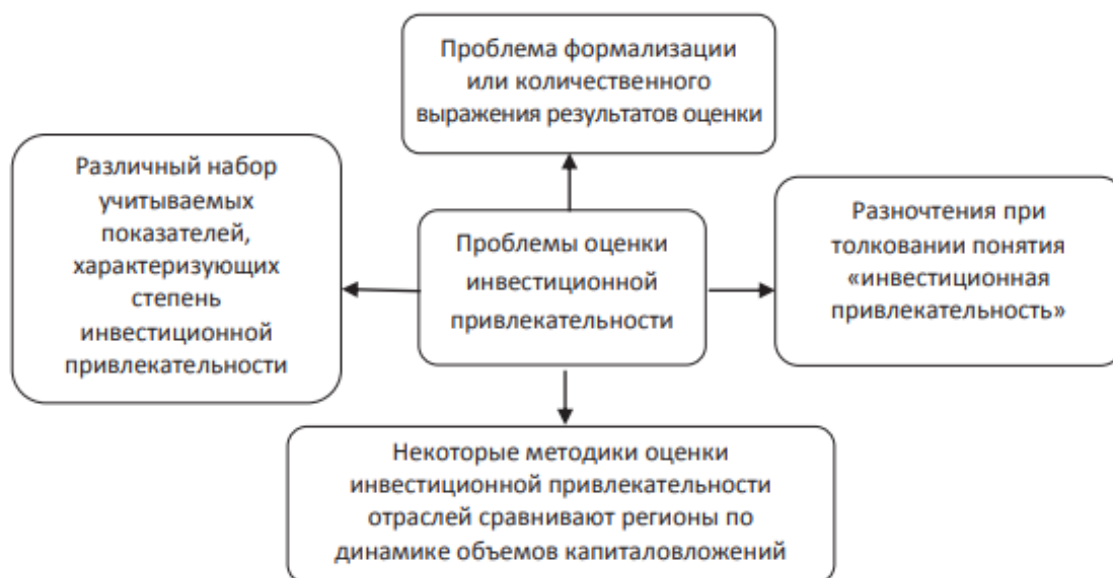 Проблема формализации
или количественного
выражения результатов оценки
Различный набор
учитываемых
показателей,
характеризующих
степень
инвестиционной
привлекательности
Проблемы оценки
инвестиционной
привлекательности
Разночтения при
толковании понятия
«инвестиционная
привлекательность»
Некоторые методики оценки
инвестиционной привлекательности
отраслей сравнивают регионы по
динамике объемов капиталовложений